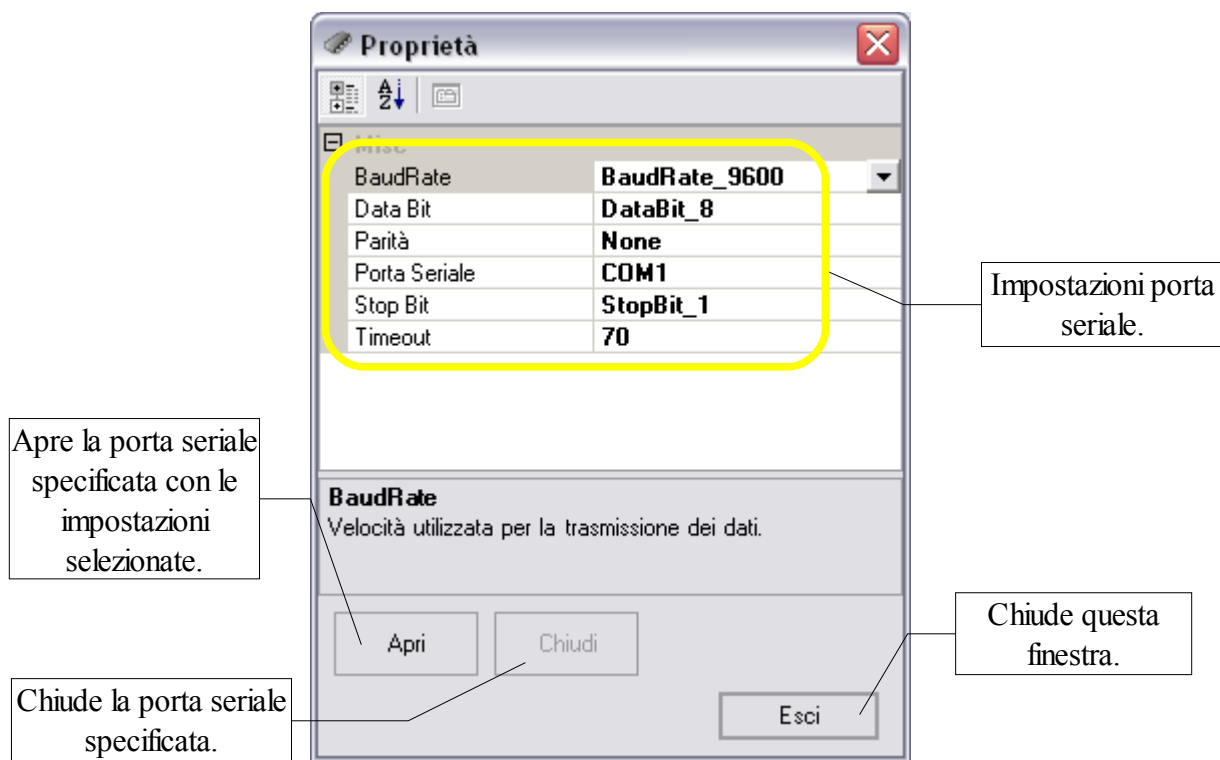 Proprietà
Misc
BaudRate BaudRate_9600
Data Bit DataBit_8
Parità None
Porta Seriale COM1
Stop Bit StopBit_1
Timeout 70
Impostazioni porta
seriale.
Apre la porta seriale
specificata con le
impostazioni
selezionate.
BaudRate
Velocità utilizzata per la trasmissione dei dati.
Apri
Chiudi
Chiude questa
finestra.
Chiude la porta seriale
specificata.
Esci